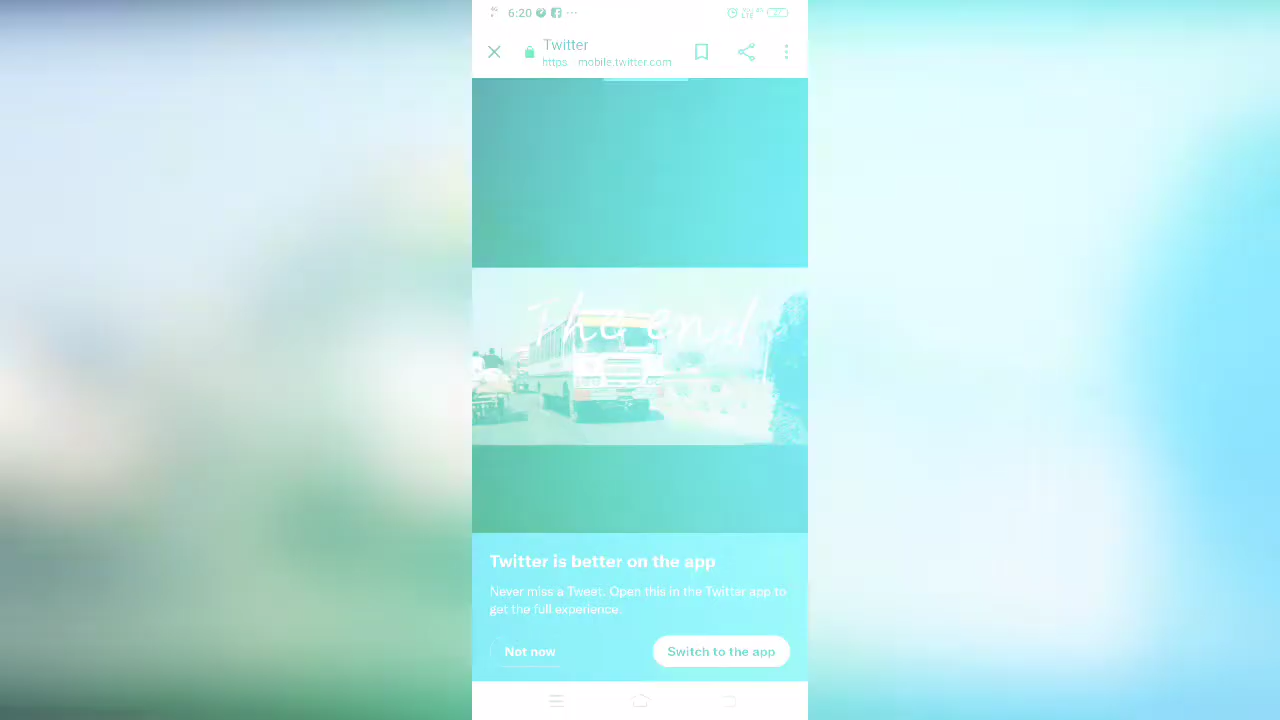 6:20
Twitter
https mobile.twitter.com
The end
Twitter is better on the app
Never miss a Tweet. Open this in the Twitter app to
get the full experience.
Not now
Switch to the app